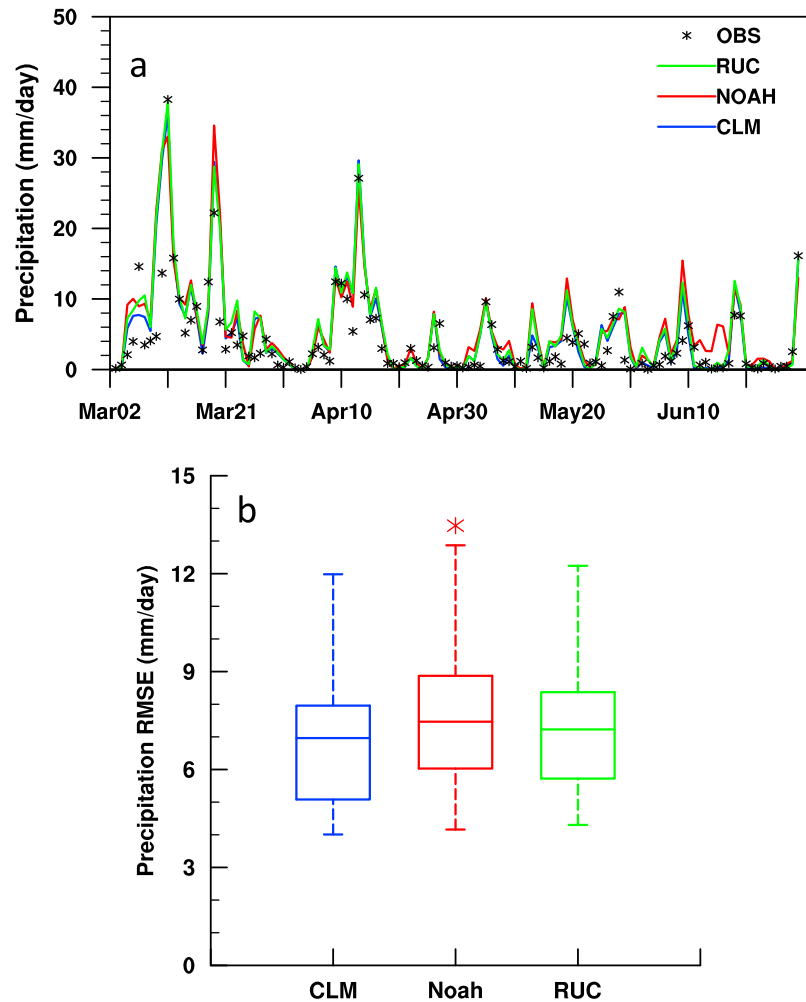 a
* OBS
RUC
NOAH
CLM
Precipitation (mm/day)
50
40
30
20
10
0
Mar02 Mar21 Apr10 Apr30 May20 Jun10
b
Precipitation RMSE (mm/day)
15
12
9
6
3
0
CLM Noah RUC